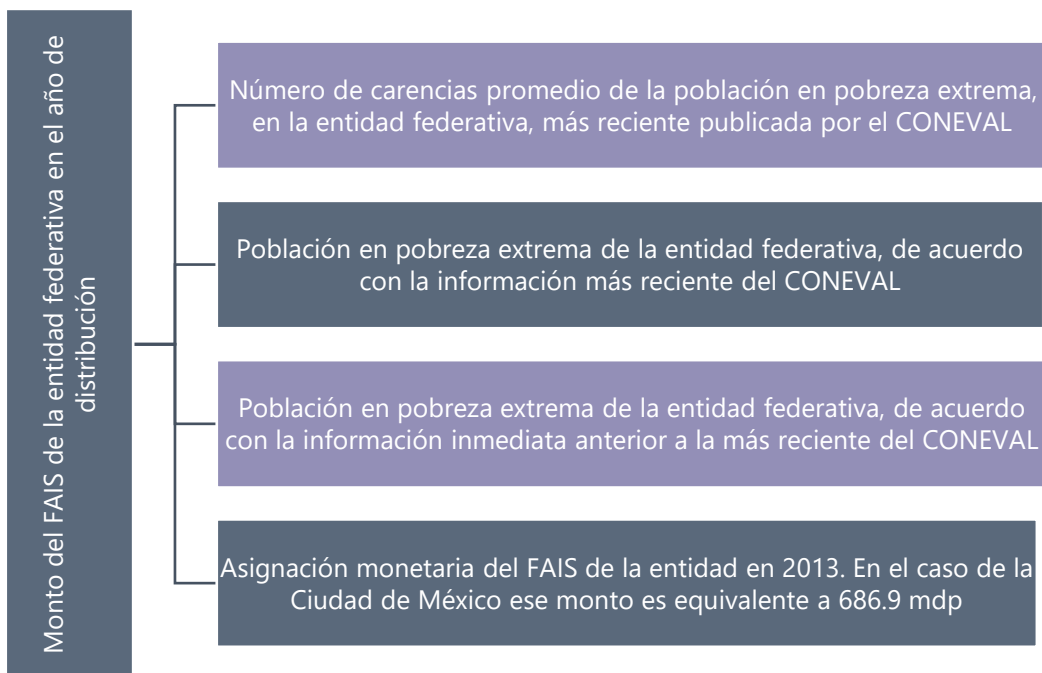 Monto del FAIS de la entidad federativa en el año de
distribución
Número de carencias promedio de la población en pobreza extrema,
en la entidad federativa, más reciente publicada por el CONEVAL
Población en pobreza extrema de la entidad federativa, de acuerdo
con la información más reciente del CONEVAL
Población en pobreza extrema de la entidad federativa, de acuerdo
con la información inmediata anterior a la más reciente del CONEVAL
Asignación monetaria del FAIS de la entidad en 2013. En el caso de la
Ciudad de México ese monto es equivalente a 686.9 mdp